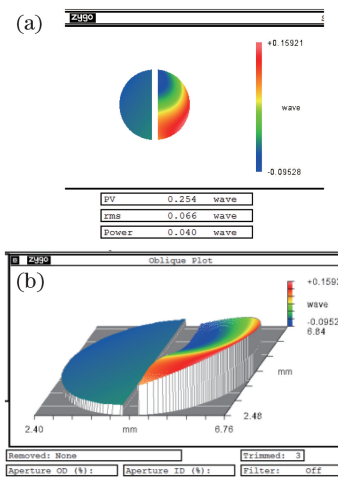 (a)
zygo
S
+0.15921
wave
-0.09528
PV 0.254 wave
rms 0.066 wave
Power 0.040 wave
(b)
zygo Oblique Plot
+0.1592
wave
-0.0952
6.84
mm
2.48
2.40 mm 6.76
Removed: None Trimmed: 3
Aperture OD (%): Aperture ID (%): Filter: Off